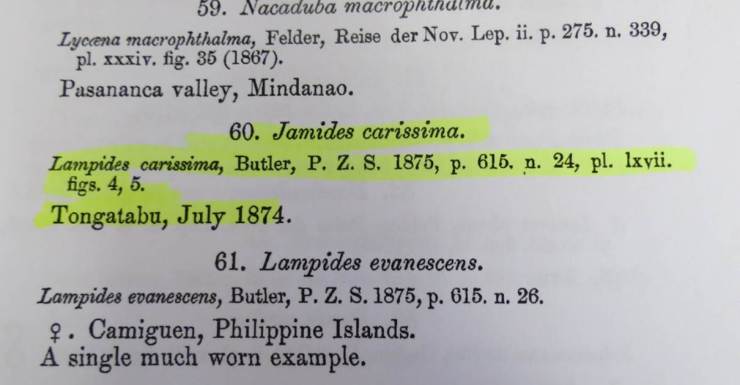 59. Nacaduba macrophthalma.
Lycæna macrophthalma, Felder, Reise der Nov. Lep. ii. p. 275. n. 339,
pl. xxxiv. fig. 35 (1867).
Pasananca valley, Mindanao.
60. Jamides carissima.
Lampides carissima, Butler, P. Z. S. 1875, p. 615. n. 24, pl. lxvii.
figs. 4, 5.
Tongatabu, July 1874.
61. Lampides evanescens.
Lampides evanescens, Butler, P. Z. S. 1875, p. 615. n. 26.
♀. Camiguen, Philippine Islands.
A single much worn example.